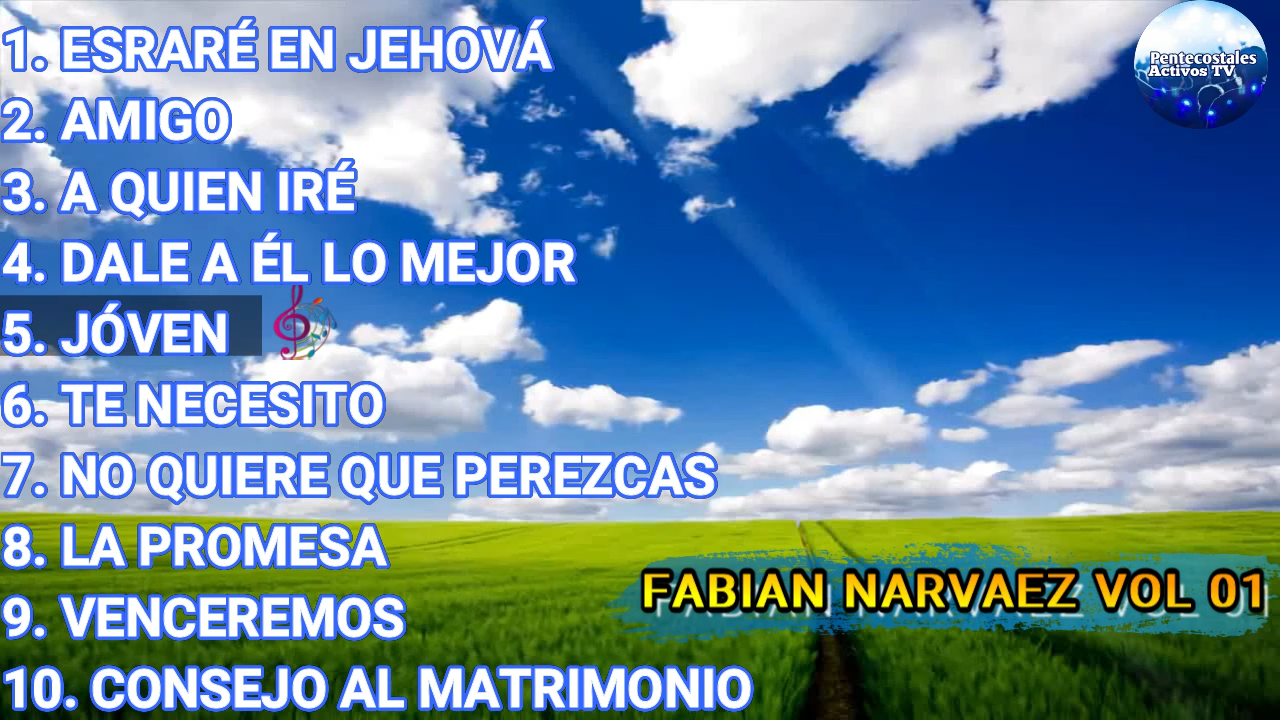 1. ESRARÉ EN JEHOVÁ
2. AMIGO
3. A QUIEN IRÉ
4. DALE A ÉL LO MEJOR
5. JÓVEN
6. TE NECESITO
7. NO QUIERE QUE PEREZCAS
8. LA PROMESA
9. VENCEREMOS
10. CONSEJO AL MATRIMONIO
Pentecostales
Activos TV
FABIAN NARVAEZ VOL 01